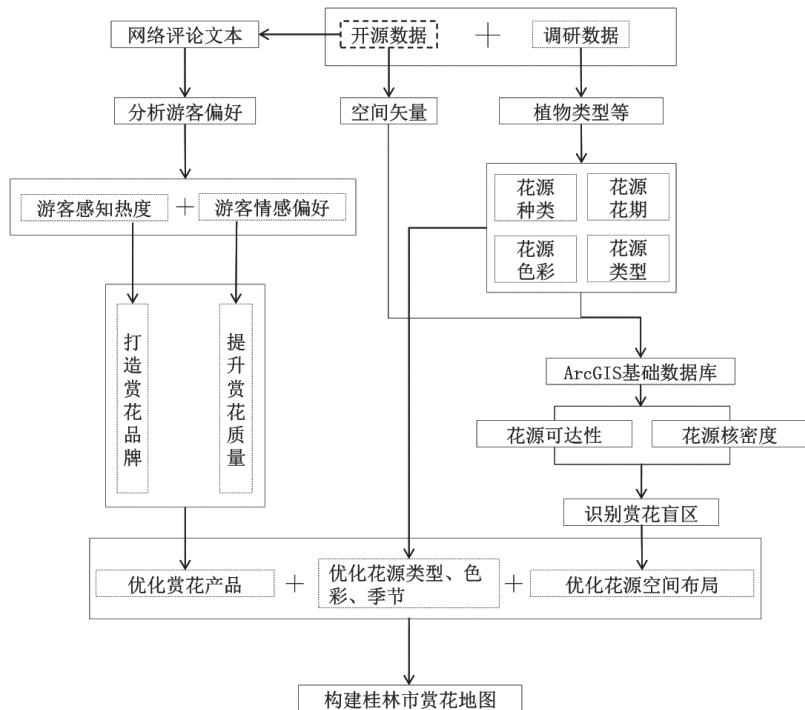 网络评论文本
开源数据
+
调研数据
分析游客偏好
空间矢量
植物类型等
游客感知热度
+
游客情感偏好
花源
种类
花源
花期
花源
色彩
花源
类型
打造赏花品牌
提升赏花质量
ArcGIS基础数据库
花源可达性
花源核密度
识别赏花盲区
优化赏花产品
+
优化花源类型、色
彩、季节
+
优化花源空间布局
构建桂林市赏花地图